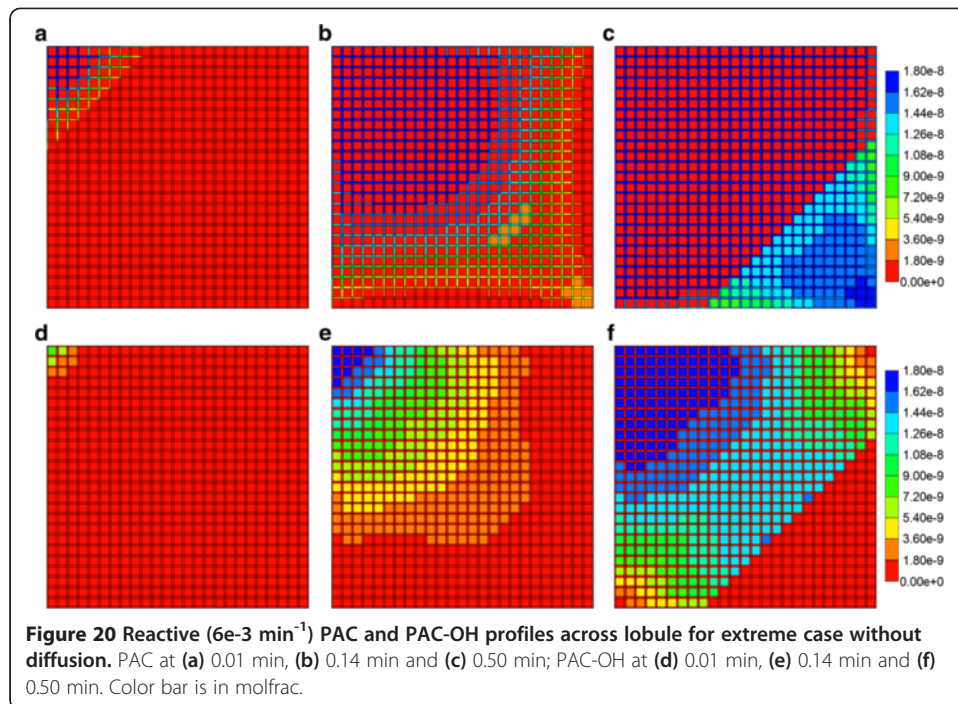 a
b
c
1.80e-8
1.62e-8
1.44e-8
1.26e-8
1.08e-8
9.00e-9
7.20e-9
5.40e-9
3.60e-9
1.80e-9
0.00e+0
d
e
f
1.80e-8
1.62e-8
1.44e-8
1.26e-8
1.08e-8
9.00e-9
7.20e-9
5.40e-9
3.60e-9
1.80e-9
0.00e+0
Figure 20 Reactive (6e-3 min⁻¹) PAC and PAC-OH profiles across lobule for extreme case without
diffusion. PAC at (a) 0.01 min, (b) 0.14 min and (c) 0.50 min; PAC-OH at (d) 0.01 min, (e) 0.14 min and (f)
0.50 min. Color bar is in molfrac.